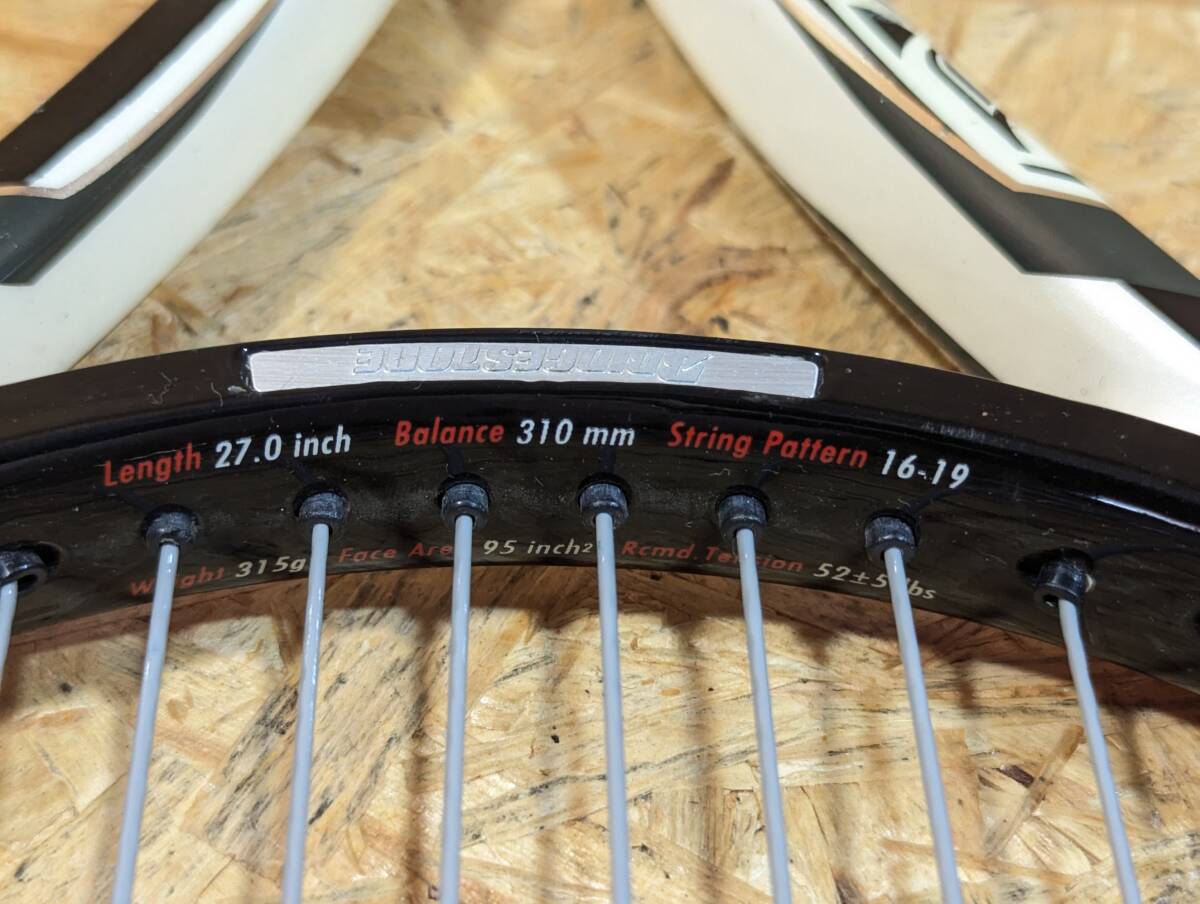 BRIDGESTONE
Length 27.0 inch Balance 310 mm String Pattern 16-19
Weight 315g Face Area 95 inch² Rcmd. Tension 52±5 lbs